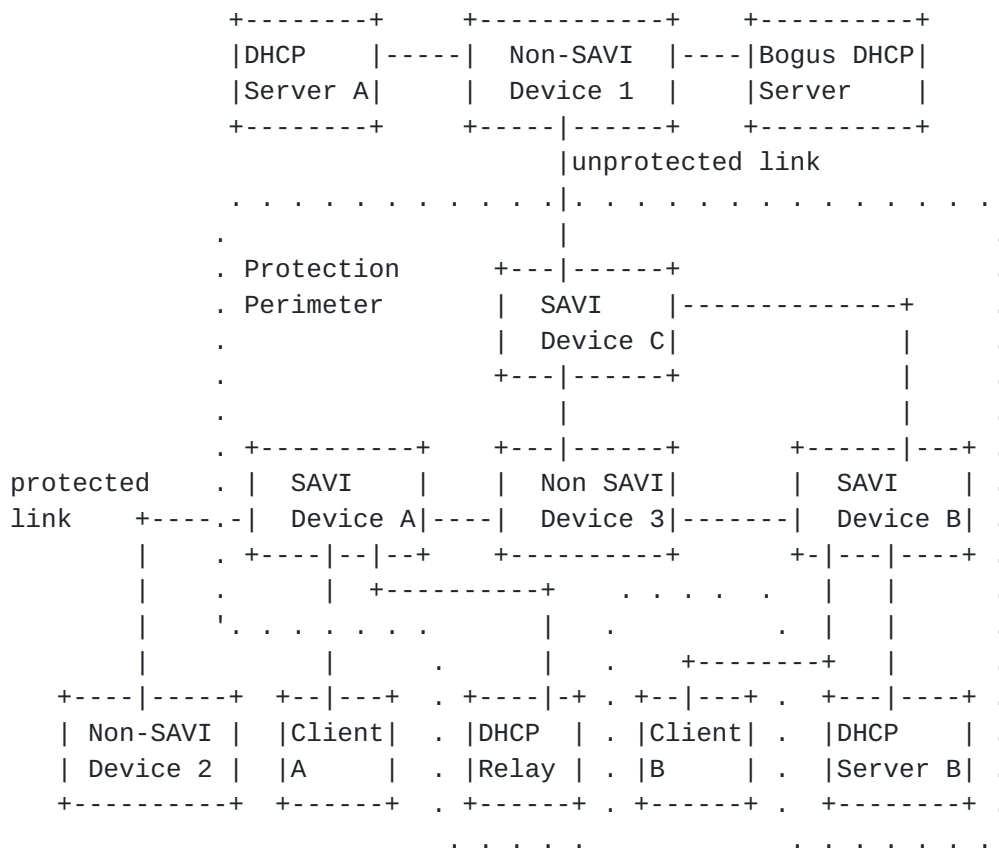 DHCP Non-SAVI Bogus DHCP
Server A Device 1 Server
unprotected link
Protection
Perimeter SAVI
Device C
protected SAVI Non SAVI SAVI
link Device A Device 3 Device B
Non-SAVI Client DHCP Client DHCP
Device 2 A Relay B Server B